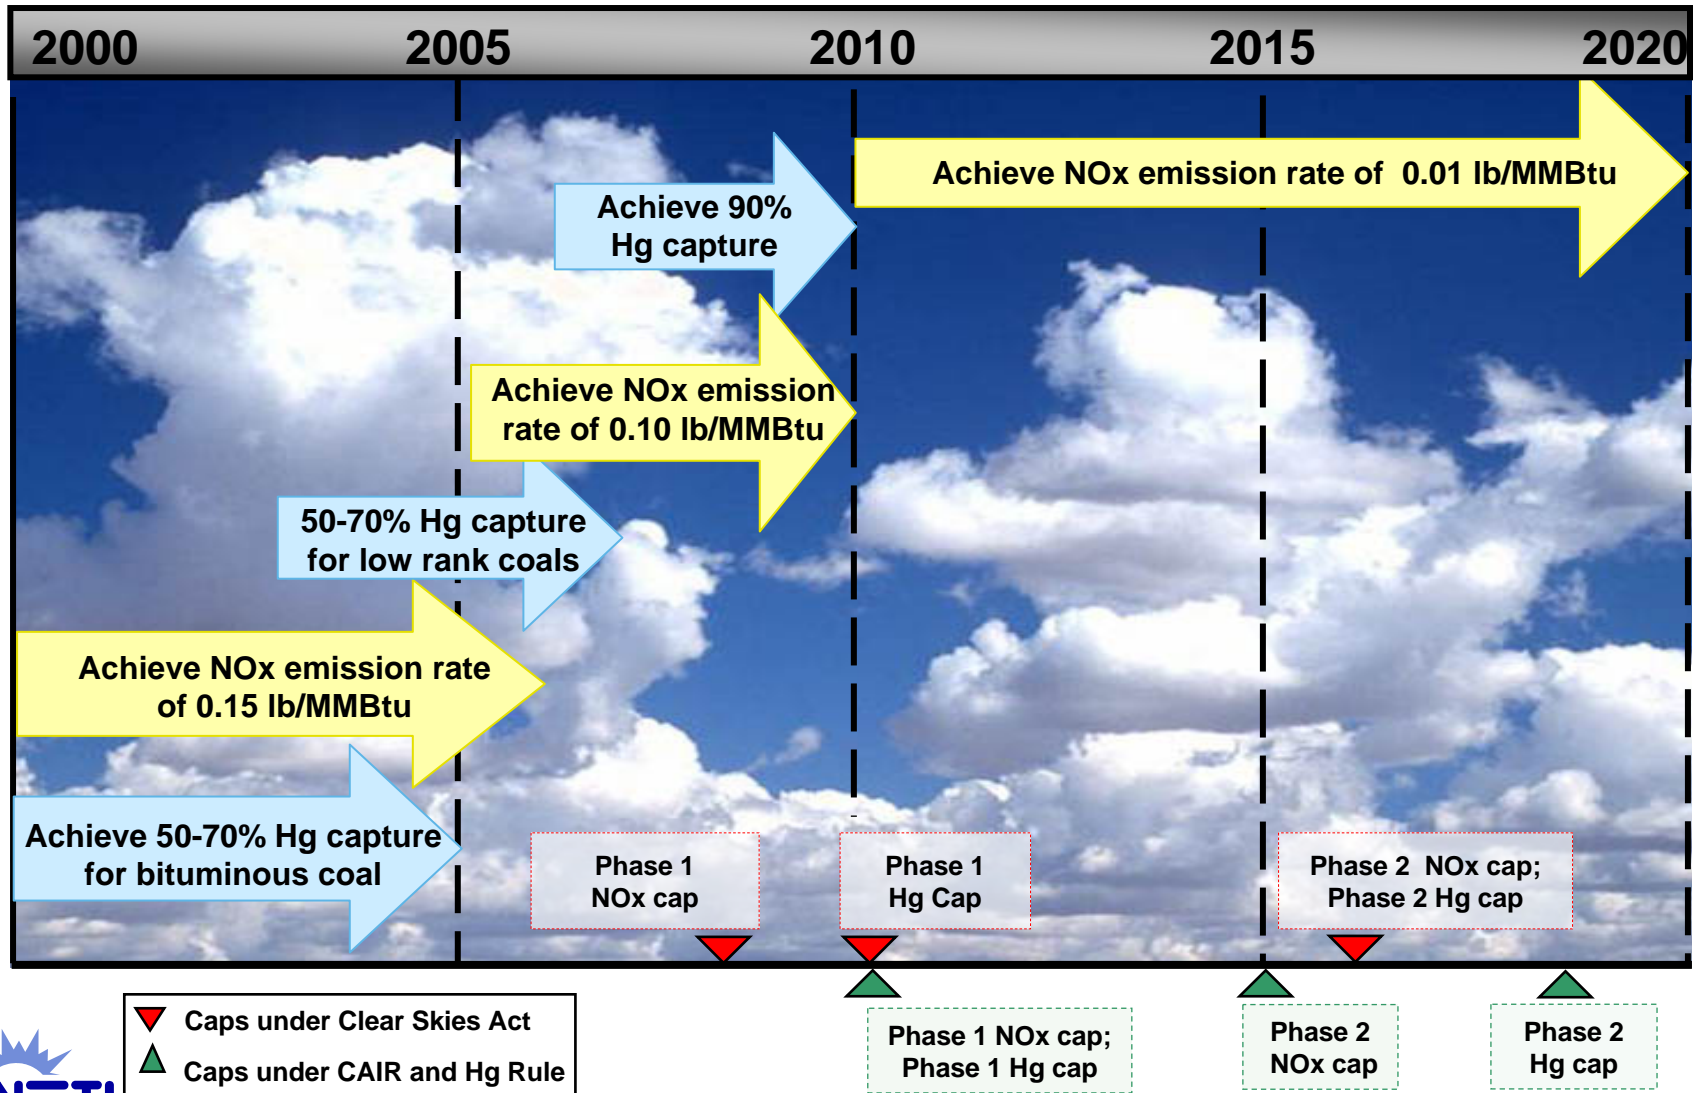 2000 2005 2010 2015 2020
Achieve NOx emission rate of 0.01 lb/MMBtu
Achieve 90%
Hg capture
Achieve NOx emission
rate of 0.10 lb/MMBtu
50-70% Hg capture
for low rank coals
Achieve NOx emission rate
of 0.15 lb/MMBtu
Achieve 50-70% Hg capture
for bituminous coal
Phase 1
NOx cap
Phase 1
Hg Cap
Phase 2 NOx cap;
Phase 2 Hg cap
Caps under Clear Skies Act
Caps under CAIR and Hg Rule
Phase 1 NOx cap;
Phase 1 Hg cap
Phase 2
NOx cap
Phase 2
Hg cap